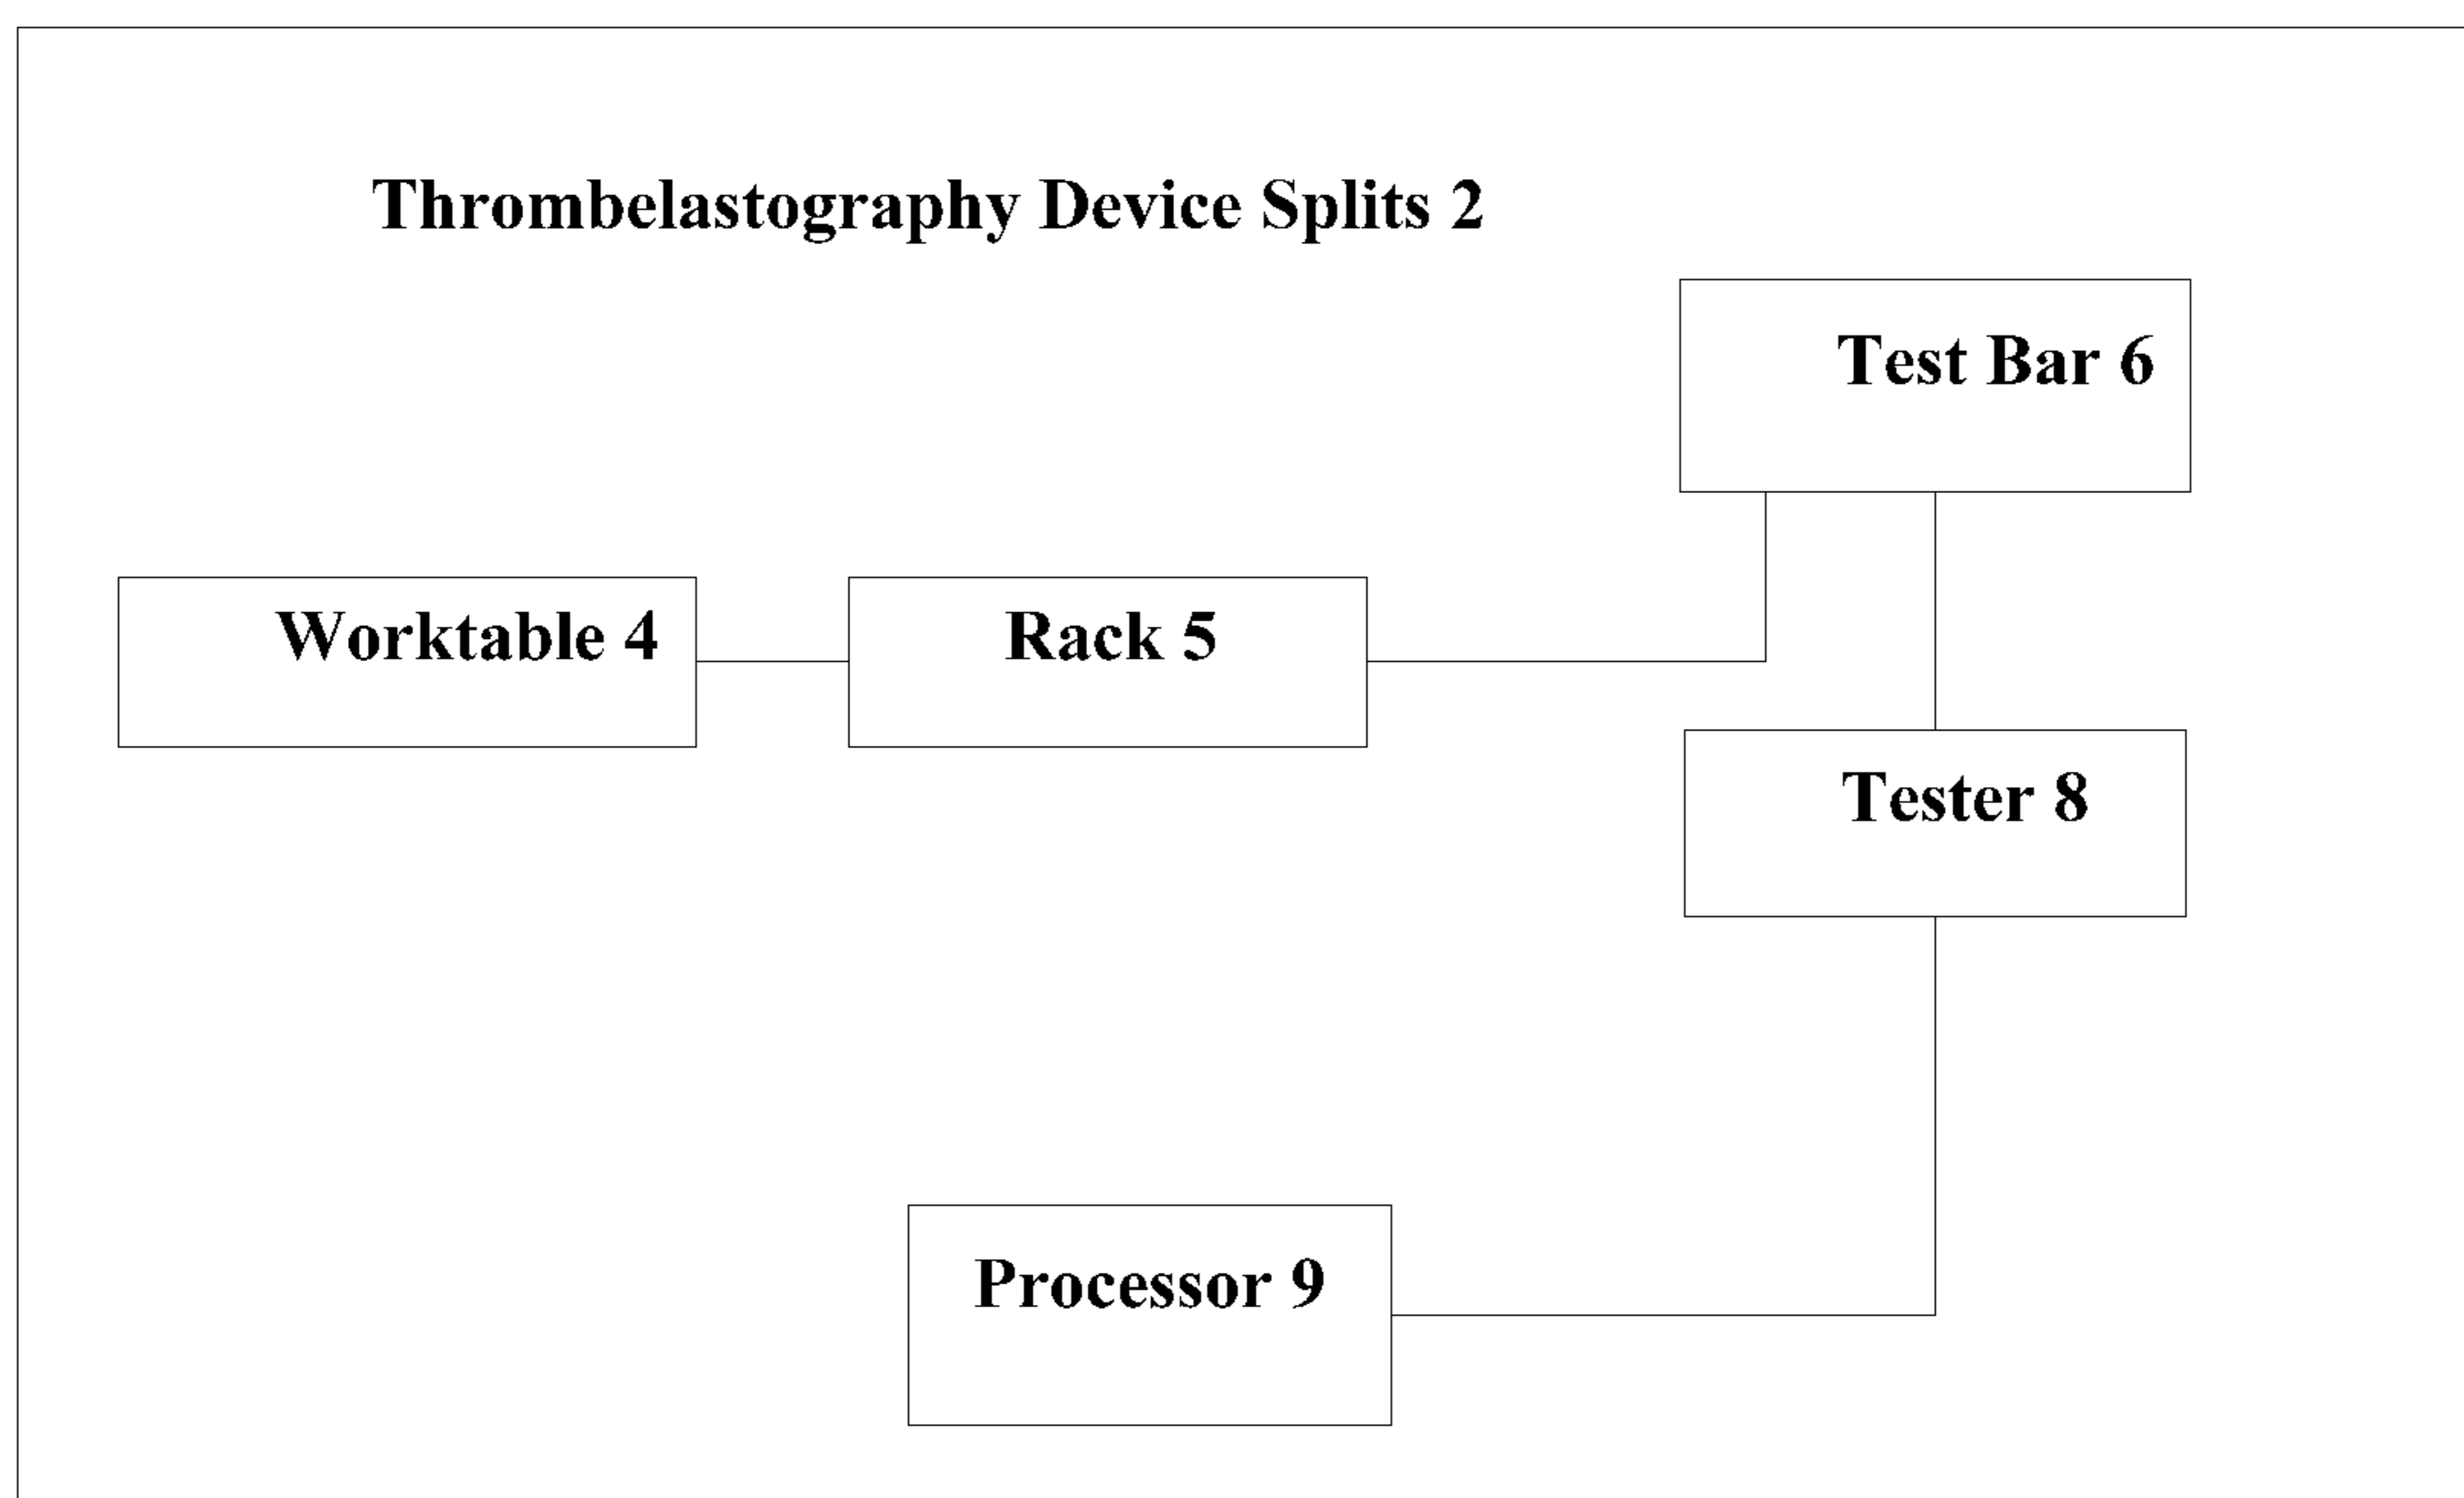 Thrombelastography Device Splits 2
Test Bar 6
Worktable 4
Rack 5
Tester 8
Processor 9